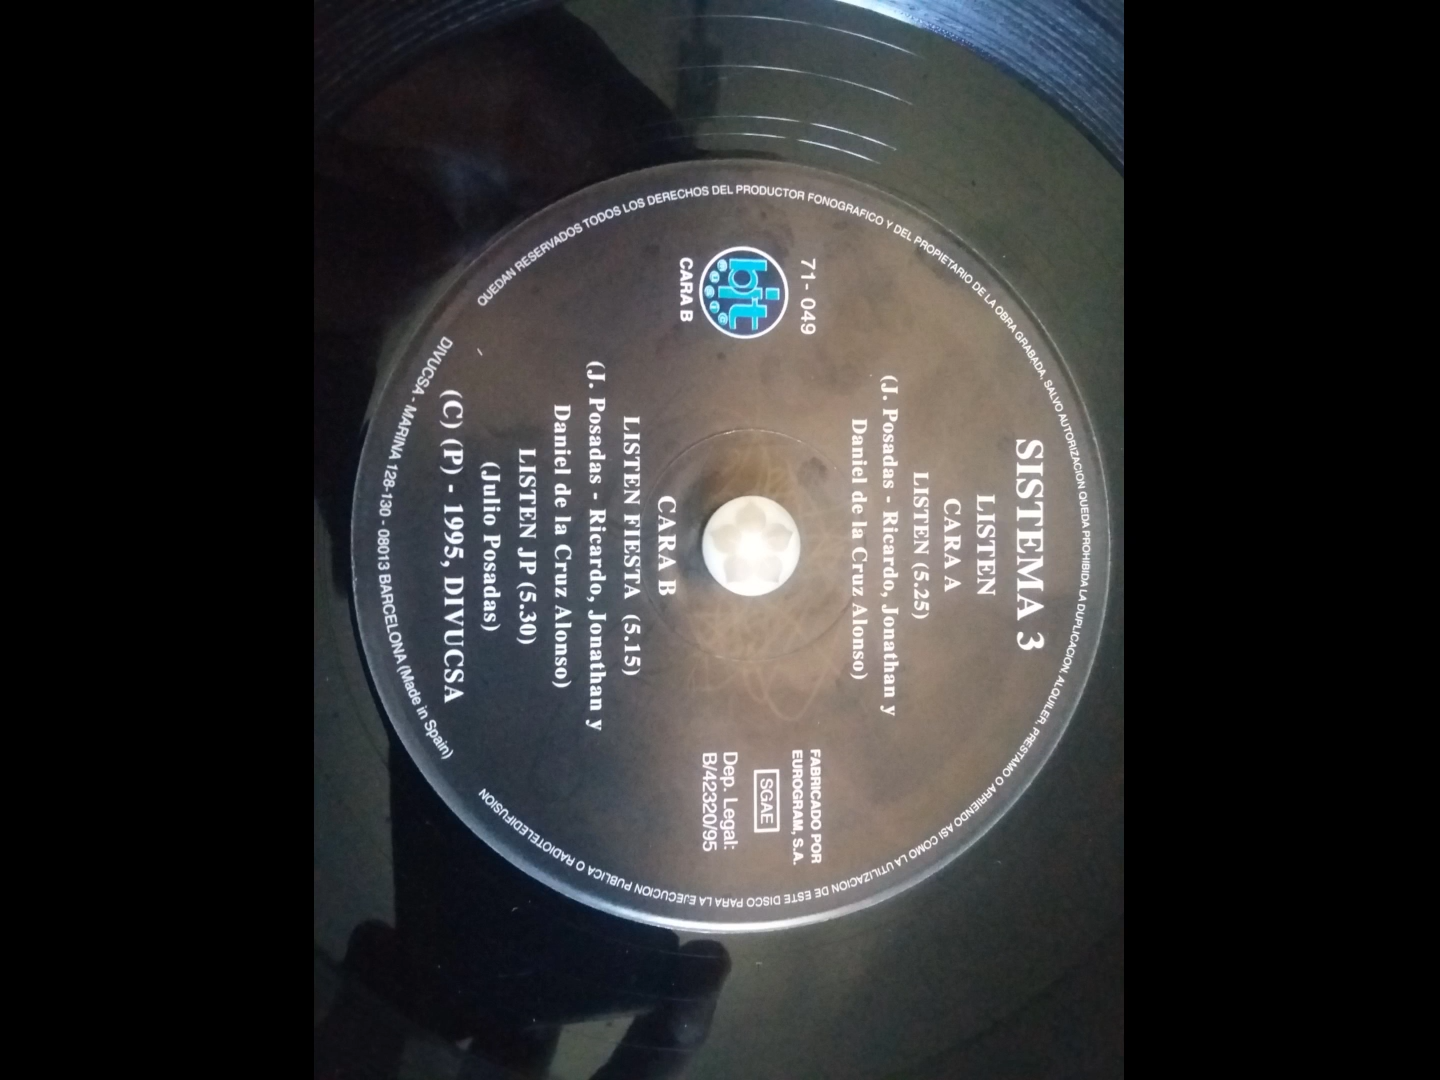 SISTEMA 3
LISTEN
CARA A
LISTEN (5.25)
(J. Posadas - Ricardo, Jonathan y
Daniel de la Cruz Alonso)
71- 049
bit
MUSIC
CARA B
FABRICADO POR
EUROGRAM, S.A.
SGAE
Dep. Legal:
B/42320/95
CARA B
LISTEN FIESTA (5.15)
(J. Posadas - Ricardo, Jonathan y
Daniel de la Cruz Alonso)
LISTEN JP (5.30)
(Julio Posadas)
(C) (P) - 1995, DIVUCSA
DIVUCSA - MARINA 128-130 - 08013 BARCELONA (Made in Spain)
QUEDAN RESERVADOS TODOS LOS DERECHOS DEL PRODUCTOR FONOGRAFICO Y DEL PROPIETARIO DE LA OBRA GRABADA, SALVO AUTORIZACION QUEDA PROHIBIDA LA DUPLICACION, ALQUILER, PRESTAMO O ARRIENDO ASI COMO LA UTILIZACION DE ESTE DISCO PARA LA EJECUCION PUBLICA O RADIOTELEDIFUSION